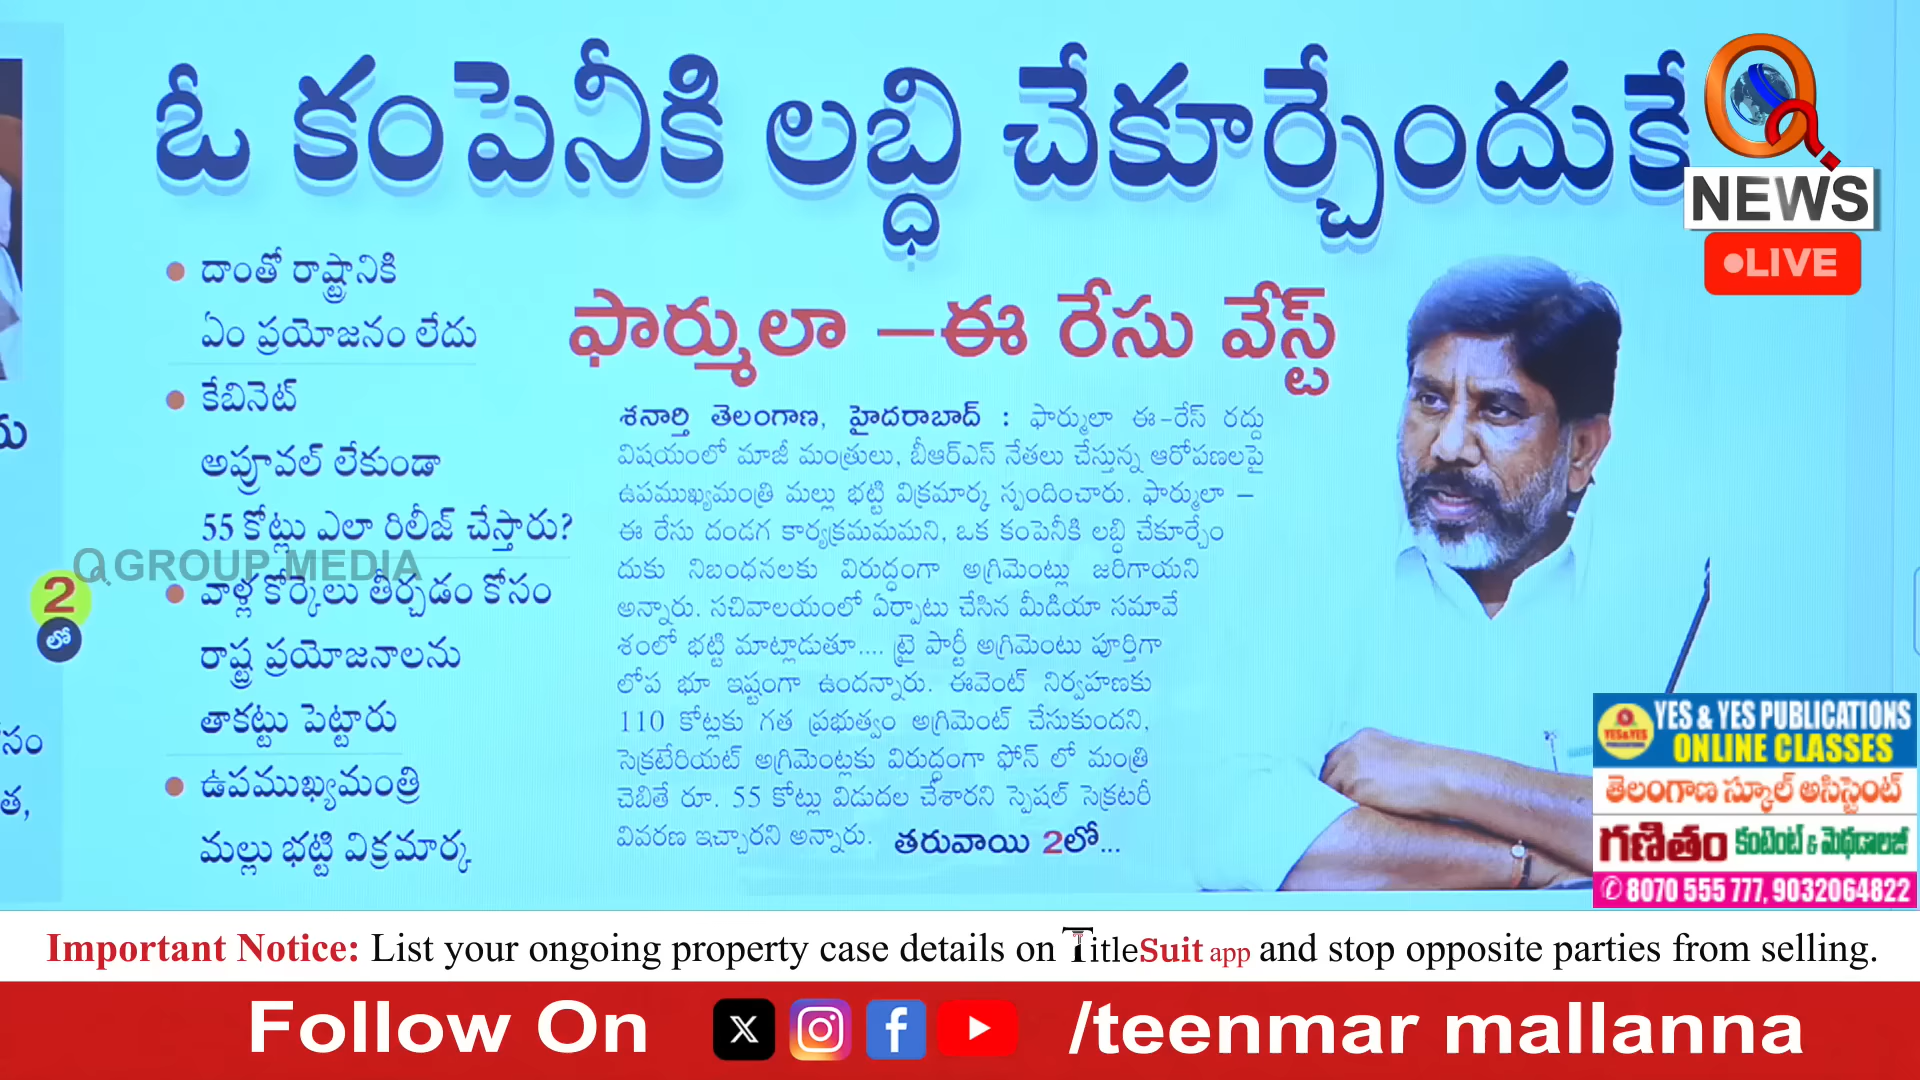 ఓ కంపెనీకి లబ్ధి చేకూర్చేందుకే
Q
NEWS
LIVE
దాంతో రాష్ట్రానికి
ఏం ప్రయోజనం లేదు
కేబినెట్
అప్రూవల్ లేకుండా
55 కోట్లు ఎలా రిలీజ్ చేస్తారు?
వాళ్ల కోర్కెలు తీర్చడం కోసం
రాష్ట్ర ప్రయోజనాలను
తాకట్టు పెట్టారు
ఉపముఖ్యమంత్రి
మల్లు భట్టి విక్రమార్క
Q GROUP MEDIA
2
లో
ఫార్ములా –ఈ రేసు వేస్ట్
శనార్తి తెలంగాణ, హైదరాబాద్ : ఫార్ములా ఈ-రేస్ రద్దు
విషయంలో మాజీ మంత్రులు, బీఆర్ఎస్ నేతలు చేస్తున్న ఆరోపణలపై
ఉపముఖ్యమంత్రి మల్లు భట్టి విక్రమార్క స్పందించారు. ఫార్ములా –
ఈ రేసు దండగ కార్యక్రమమమని, ఒక కంపెనీకి లబ్ధి చేకూర్చేం
దుకు నిబంధనలకు విరుద్ధంగా అగ్రిమెంట్లు జరిగాయని
అన్నారు. సచివాలయంలో ఏర్పాటు చేసిన మీడియా సమావే
శంలో భట్టి మాట్లాడుతూ.... ట్రై పార్టీ అగ్రిమెంటు పూర్తిగా
లోప భూ ఇష్టంగా ఉందన్నారు. ఈవెంట్ నిర్వహణకు
110 కోట్లకు గత ప్రభుత్వం అగ్రిమెంట్ చేసుకుందని,
సెక్రటేరియట్ అగ్రిమెంట్లకు విరుద్ధంగా ఫోన్ లో మంత్రి
చెబితే రూ. 55 కోట్లు విడుదల చేశారని స్పెషల్ సెక్రటరీ
వివరణ ఇచ్చారని అన్నారు. తరువాయి 2లో...
YES & YES PUBLICATIONS
ONLINE CLASSES
తెలంగాణ స్కూల్ అసిస్టెంట్
గణితం కంటెంట్ & మెథడాలజీ
8070 555 777, 9032064822
Important Notice: List your ongoing property case details on TitleSuit app and stop opposite parties from selling.
Follow On /teenmar mallanna